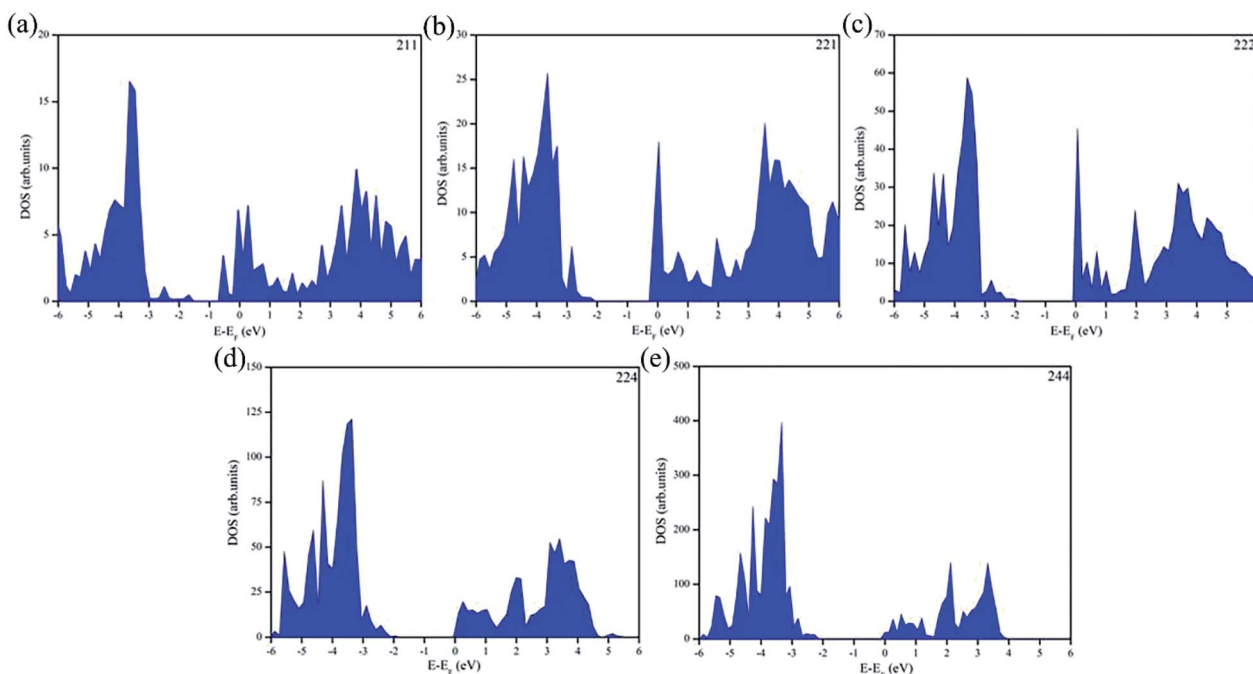 (a)
20
15
10
5
0
DOS (arb.units)
211
-6 -5 -4 -3 -2 -1 0 1 2 3 4 5 6
E-E_F (eV)
(b)
30
25
20
15
10
5
0
DOS (arb.units)
221
-6 -5 -4 -3 -2 -1 0 1 2 3 4 5 6
E-E_F (eV)
(c)
70
60
50
40
30
20
10
0
DOS (arb.units)
222
-6 -5 -4 -3 -2 -1 0 1 2 3 4 5
E-E_F (eV)
(d)
150
125
100
75
50
25
0
DOS (arb.units)
224
-6 -5 -4 -3 -2 -1 0 1 2 3 4 5 6
E-E_F (eV)
(e)
500
400
300
200
100
0
DOS (arb.units)
244
-6 -5 -4 -3 -2 -1 0 1 2 3 4 5 6
E-E_F (eV)